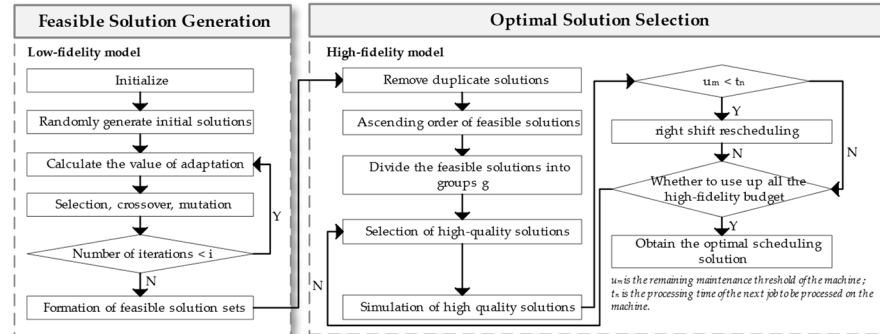 Feasible Solution Generation
Low-fidelity model
Initialize
Randomly generate initial solutions
Calculate the value of adaptation
Selection, crossover, mutation
Y
Number of iterations < i
N
Formation of feasible solution sets
Optimal Solution Selection
High-fidelity model
Remove duplicate solutions
Ascending order of feasible solutions
Divide the feasible solutions into
groups g
Selection of high-quality solutions
N
Simulation of high quality solutions
uₘ < tₙ
Y
right shift rescheduling
N
N
Whether to use up all the
high-fidelity budget
Y
Obtain the optimal scheduling
solution
uₘ is the remaining maintenance threshold of the machine;
tₙ is the processing time of the next job to be processed on the
machine.